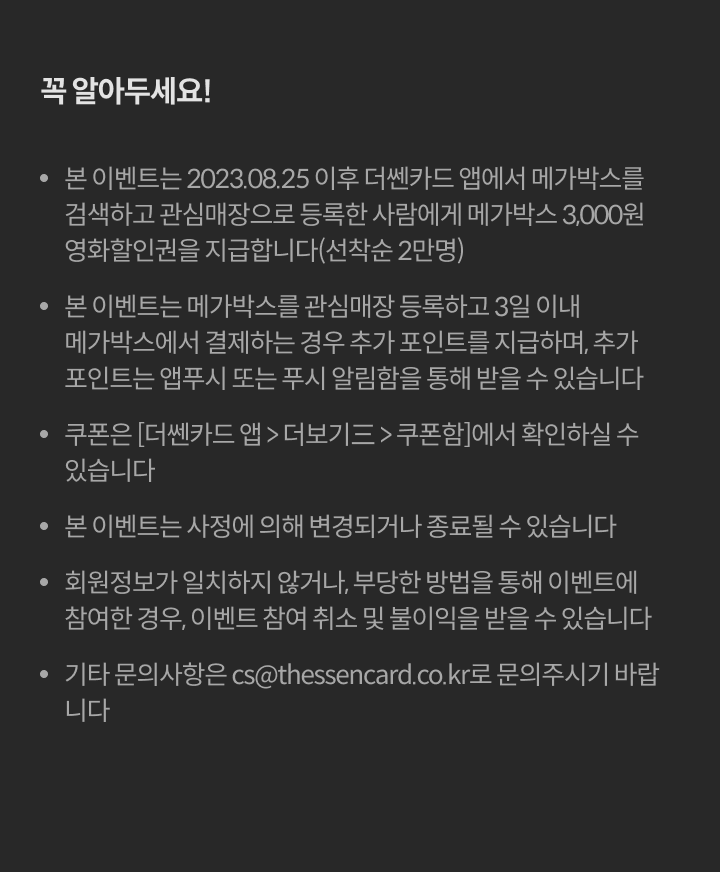 꼭 알아두세요!
• 본 이벤트는 2023.08.25 이후 더쎈카드 앱에서 메가박스를
검색하고 관심매장으로 등록한 사람에게 메가박스 3,000원
영화할인권을 지급합니다(선착순 2만명)
• 본 이벤트는 메가박스를 관심매장 등록하고 3일 이내
메가박스에서 결제하는 경우 추가 포인트를 지급하며, 추가
포인트는 앱푸시 또는 푸시 알림함을 통해 받을 수 있습니다
• 쿠폰은 [더쎈카드 앱 > 더보기三 > 쿠폰함]에서 확인하실 수
있습니다
• 본 이벤트는 사정에 의해 변경되거나 종료될 수 있습니다
• 회원정보가 일치하지 않거나, 부당한 방법을 통해 이벤트에
참여한 경우, 이벤트 참여 취소 및 불이익을 받을 수 있습니다
• 기타 문의사항은 cs@thessencard.co.kr로 문의주시기 바랍
니다